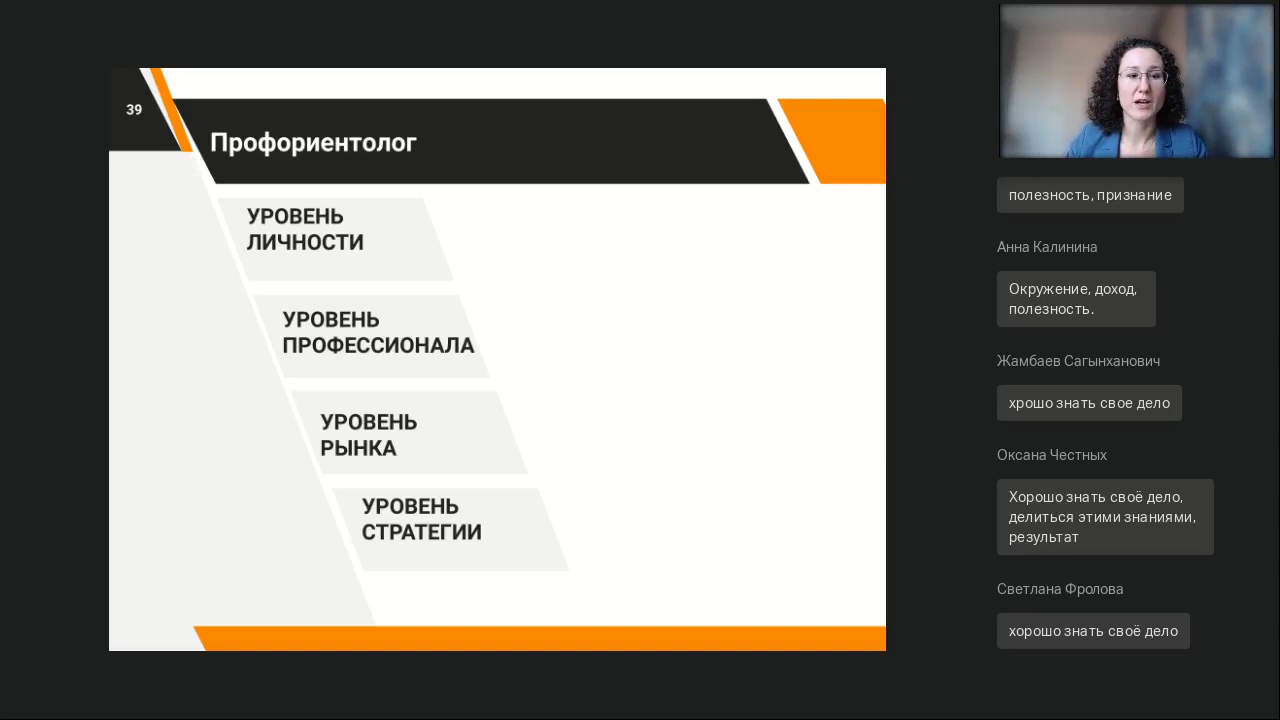 39
Профориентолог
УРОВЕНЬ
ЛИЧНОСТИ
УРОВЕНЬ
ПРОФЕССИОНАЛА
УРОВЕНЬ
РЫНКА
УРОВЕНЬ
СТРАТЕГИИ
полезность, признание
Анна Калинина
Окружение, доход,
полезность.
Жамбаев Сагынханович
хрошо знать свое дело
Оксана Честных
Хорошо знать своё дело,
делиться этими знаниями,
результат
Светлана Фролова
хорошо знать своё дело